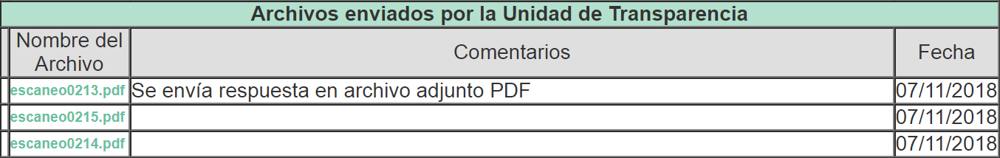 Archivos enviados por la Unidad de Transparencia
Nombre del
Archivo
Comentarios
Fecha
escaneo0213.pdf Se envía respuesta en archivo adjunto PDF 07/11/2018
escaneo0215.pdf 07/11/2018
escaneo0214.pdf 07/11/2018